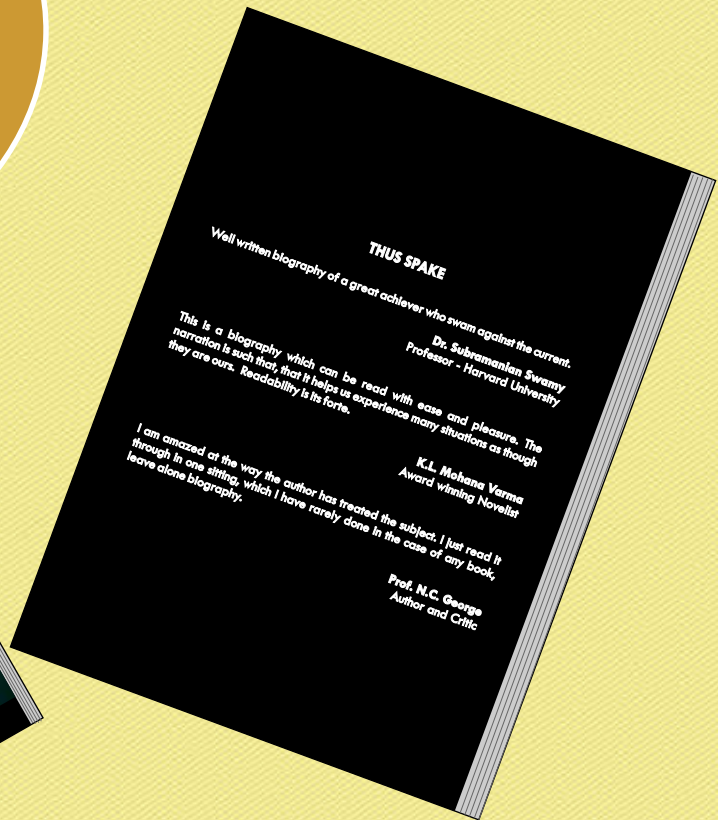 THUS SPAKE
Well written biography of a great achiever who swam against the current.
Dr. Subramanian Swamy
Professor - Harvard University
This is a biography which can be read with ease and pleasure. The
narration is such that, that it helps us experience many situations as though
they are ours. Readability is its forte.
K.L. Mohana Varma
Award winning Novelist
I am amazed at the way the author has treated the subject. I just read it
through in one sitting, which I have rarely done in the case of any book,
leave alone biography.
Prof. N.C. George
Author and Critic